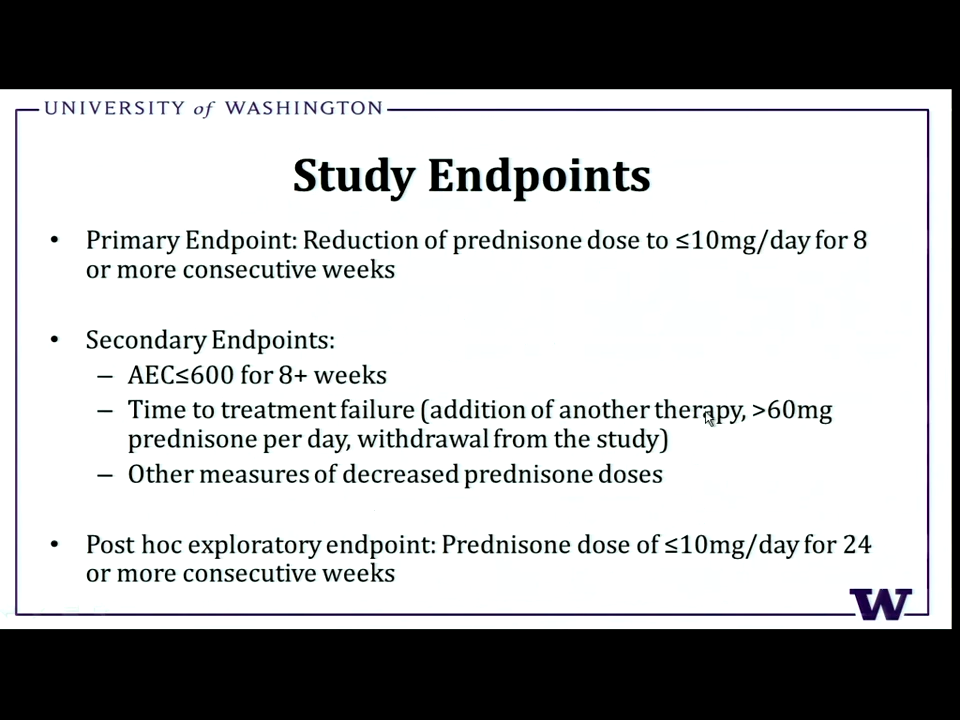 UNIVERSITY of WASHINGTON
Study Endpoints
• Primary Endpoint: Reduction of prednisone dose to ≤10mg/day for 8
or more consecutive weeks
• Secondary Endpoints:
– AEC≤600 for 8+ weeks
– Time to treatment failure (addition of another therapy, >60mg
prednisone per day, withdrawal from the study)
– Other measures of decreased prednisone doses
• Post hoc exploratory endpoint: Prednisone dose of ≤10mg/day for 24
or more consecutive weeks
W